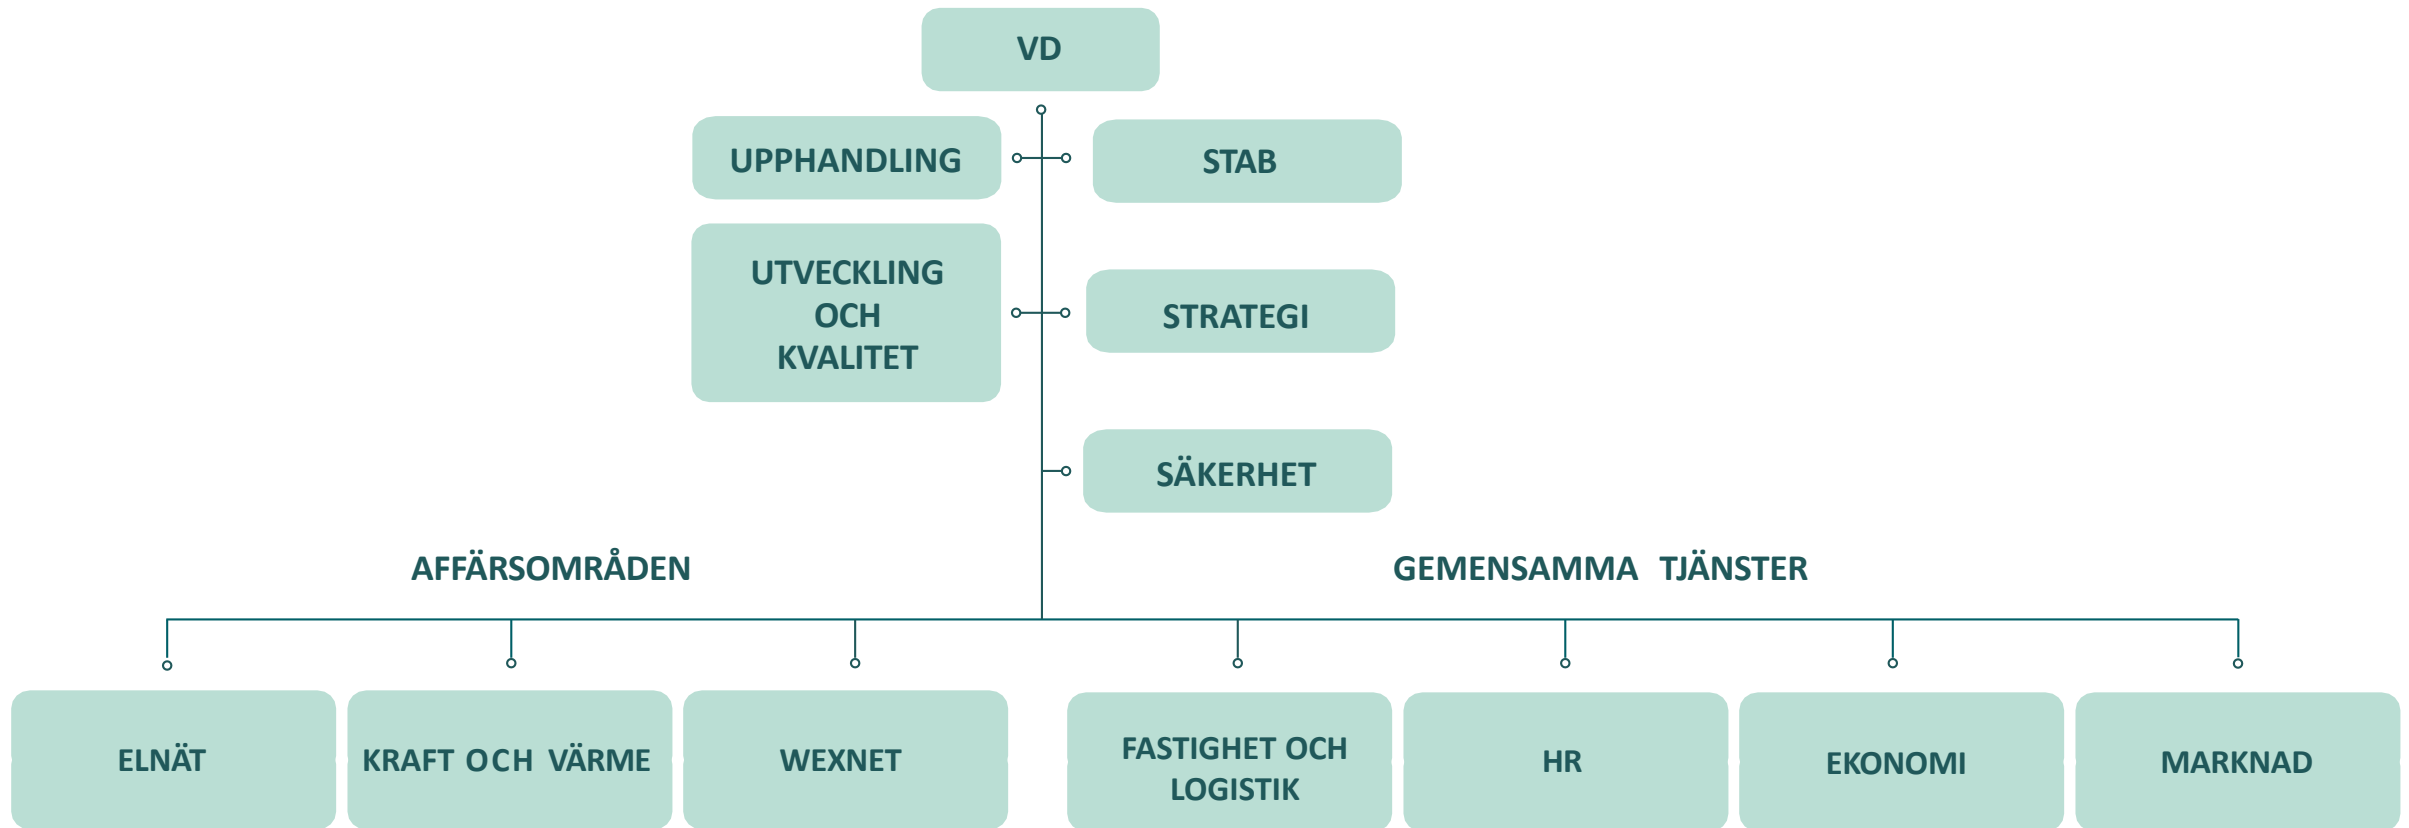 VD
UPPHANDLING
STAB
UTVECKLING
OCH
KVALITET
STRATEGI
SÄKERHET
AFFÄRSOMRÅDEN
GEMENSAMMA TJÄNSTER
ELNÄT
KRAFT OCH VÄRME
WEXNET
FASTIGHET OCH
LOGISTIK
HR
EKONOMI
MARKNAD